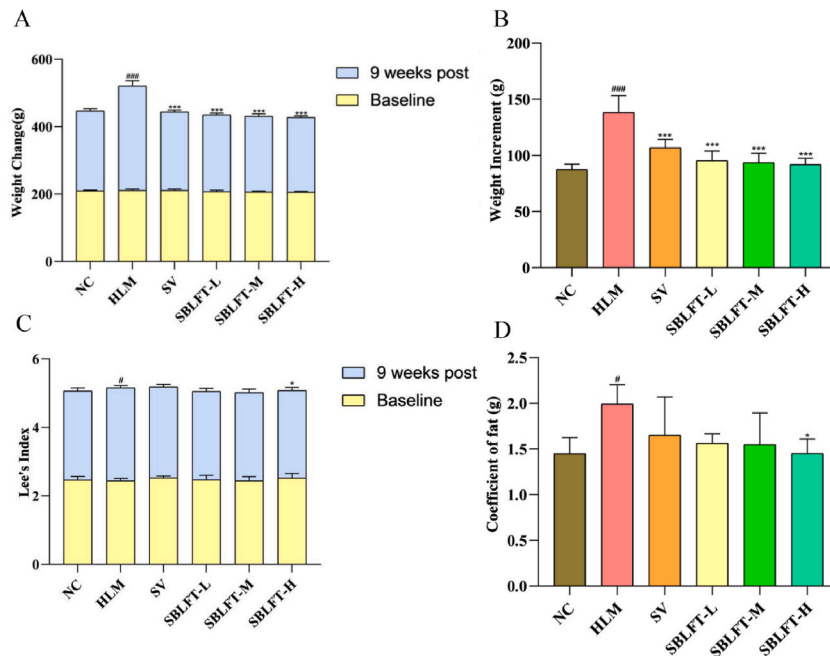 A
Weight Change(g)
600
400
200
0
###
***
***
***
***
9 weeks post
Baseline
NC
HLM
SV
SBLFT-L
SBLFT-M
SBLFT-H
B
Weight Increment (g)
200
150
100
50
0
###
***
***
***
***
NC
HLM
SV
SBLFT-L
SBLFT-M
SBLFT-H
C
Lee's Index
6
4
2
0
#
*
9 weeks post
Baseline
NC
HLM
SV
SBLFT-L
SBLFT-M
SBLFT-H
D
Coefficient of fat (g)
2.5
2.0
1.5
1.0
0.5
0.0
#
*
NC
HLM
SV
SBLFT-L
SBLFT-M
SBLFT-H